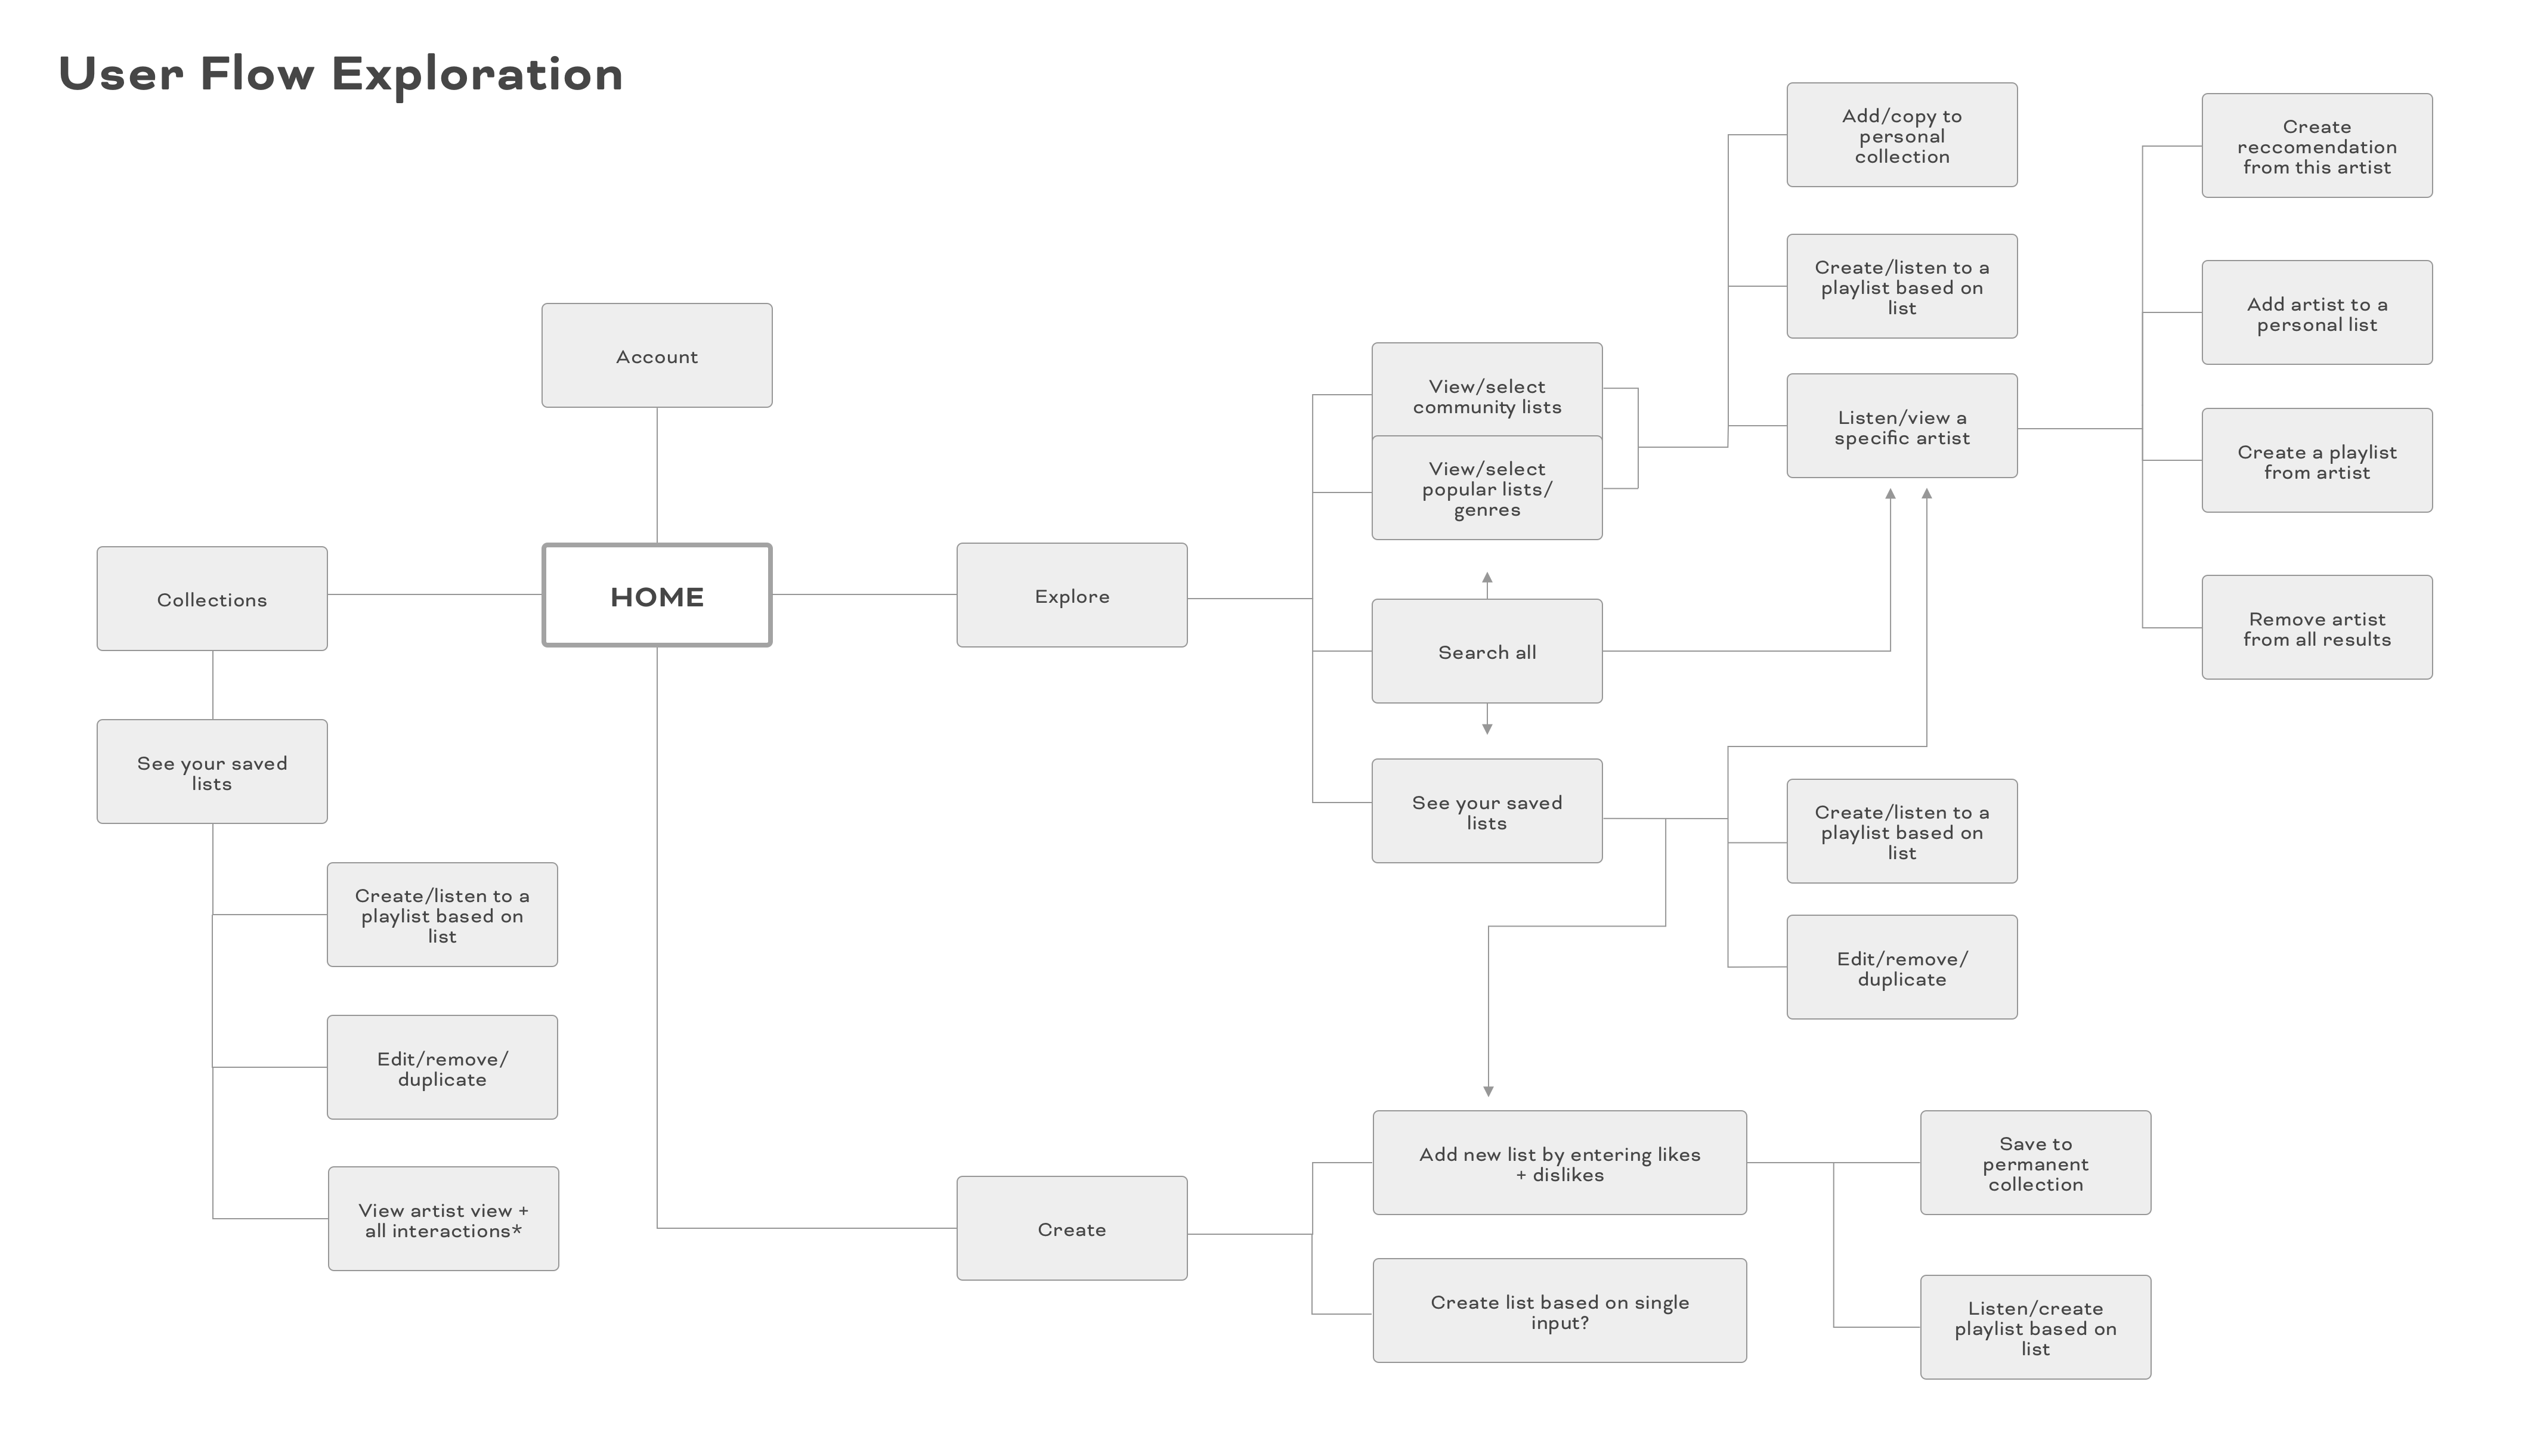 User Flow Exploration
Account
HOME
Collections
See your saved
lists
Create/listen to a
playlist based on
list
Edit/remove/
duplicate
View artist view +
all interactions*
Explore
View/select
community lists
View/select
popular lists/
genres
Search all
See your saved
lists
Add/copy to
personal
collection
Create/listen to a
playlist based on
list
Listen/view a
specific artist
Create
reccomendation
from this artist
Add artist to a
personal list
Create a playlist
from artist
Remove artist
from all results
Create/listen to a
playlist based on
list
Edit/remove/
duplicate
Create
Add new list by entering likes
+ dislikes
Create list based on single
input?
Save to
permanent
collection
Listen/create
playlist based on
list